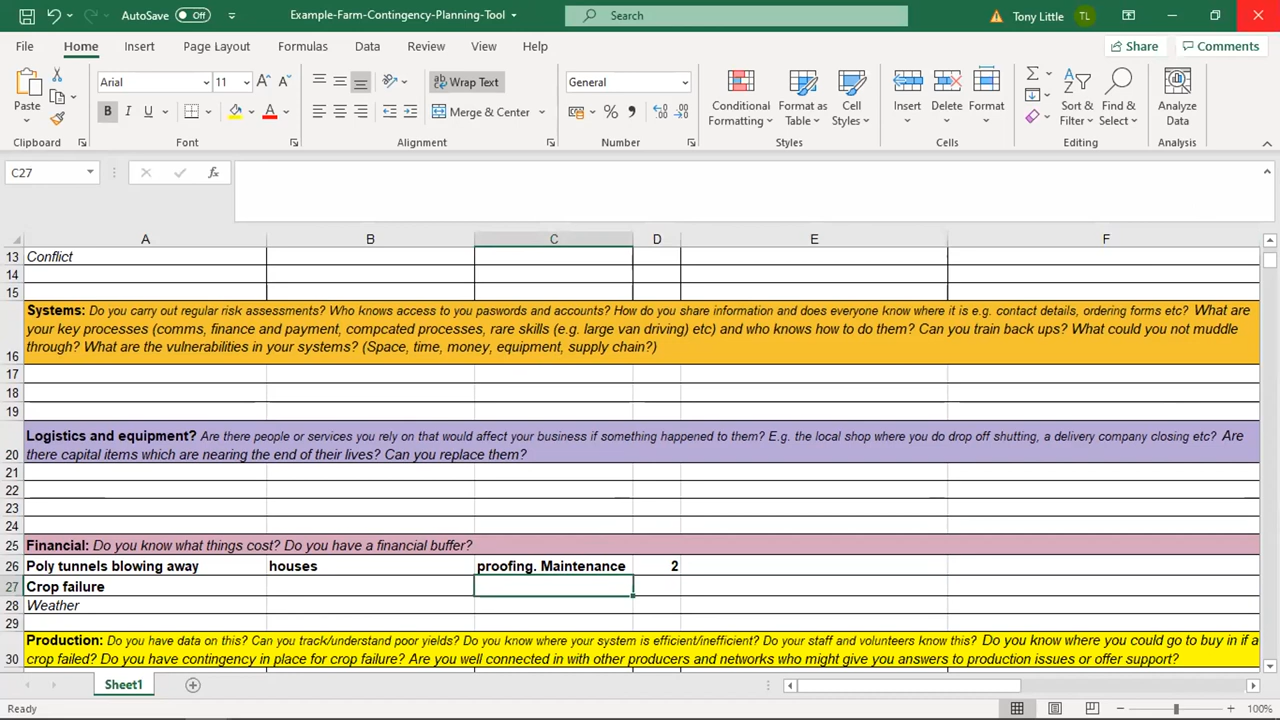 AutoSave Off Example-Farm-Contingency-Planning-Tool Search Tony Little TL
File Home Insert Page Layout Formulas Data Review View Help Share Comments
Arial 11 Wrap Text General
Paste B I U A Merge & Center % , Conditional Formatting Format as Table Cell Styles Insert Delete Format Sort & Filter Find & Select Analyze Data
Clipboard Font Alignment Number Styles Cells Editing Analysis
C27 fx
A B C D E F
13 Conflict
14
15
Systems: Do you carry out regular risk assessments? Who knows access to you paswords and accounts? How do you share information and does everyone know where it is e.g. contact details, ordering forms etc? What are
your key processes (comms, finance and payment, compcated processes, rare skills (e.g. large van driving) etc) and who knows how to do them? Can you train back ups? What could you not muddle
16 through? What are the vulnerabilities in your systems? (Space, time, money, equipment, supply chain?)
17
18
19
Logistics and equipment? Are there people or services you rely on that would affect your business if something happened to them? E.g. the local shop where you do drop off shutting, a delivery company closing etc? Are
20 there capital items which are nearing the end of their lives? Can you replace them?
21
22
23
24
25 Financial: Do you know what things cost? Do you have a financial buffer?
26 Poly tunnels blowing away houses proofing. Maintenance 2
27 Crop failure
28 Weather
29
Production: Do you have data on this? Can you track/understand poor yields? Do you know where your system is efficient/inefficient? Do your staff and volunteers know this? Do you know where you could go to buy in if a
30 crop failed? Do you have contingency in place for crop failure? Are you well connected in with other producers and networks who might give you answers to production issues or offer support?
Sheet1
Ready 100%